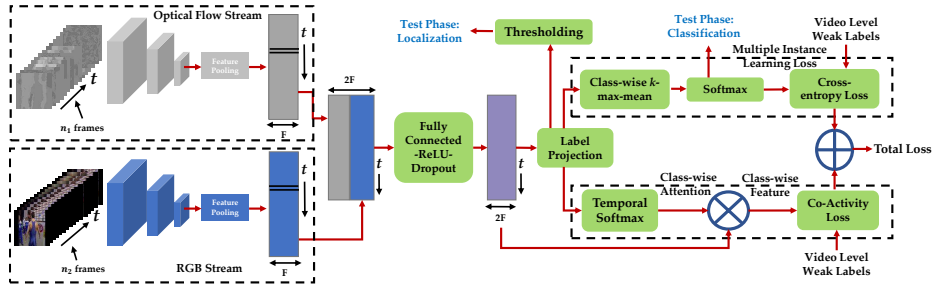 Optical Flow Stream
t
n₁ frames
Feature
Pooling
t
F
RGB Stream
t
n₂ frames
Feature
Pooling
t
F
2F
t
Fully
Connected
-ReLU-
Dropout
t
2F
Label
Projection
Test Phase:
Localization
Thresholding
Test Phase:
Classification
Video Level
Weak Labels
Multiple Instance
Learning Loss
Class-wise k-
max-mean
Softmax
Cross-
entropy Loss
Total Loss
Class-wise
Attention
Class-wise
Feature
Temporal
Softmax
Co-Activity
Loss
Video Level
Weak Labels